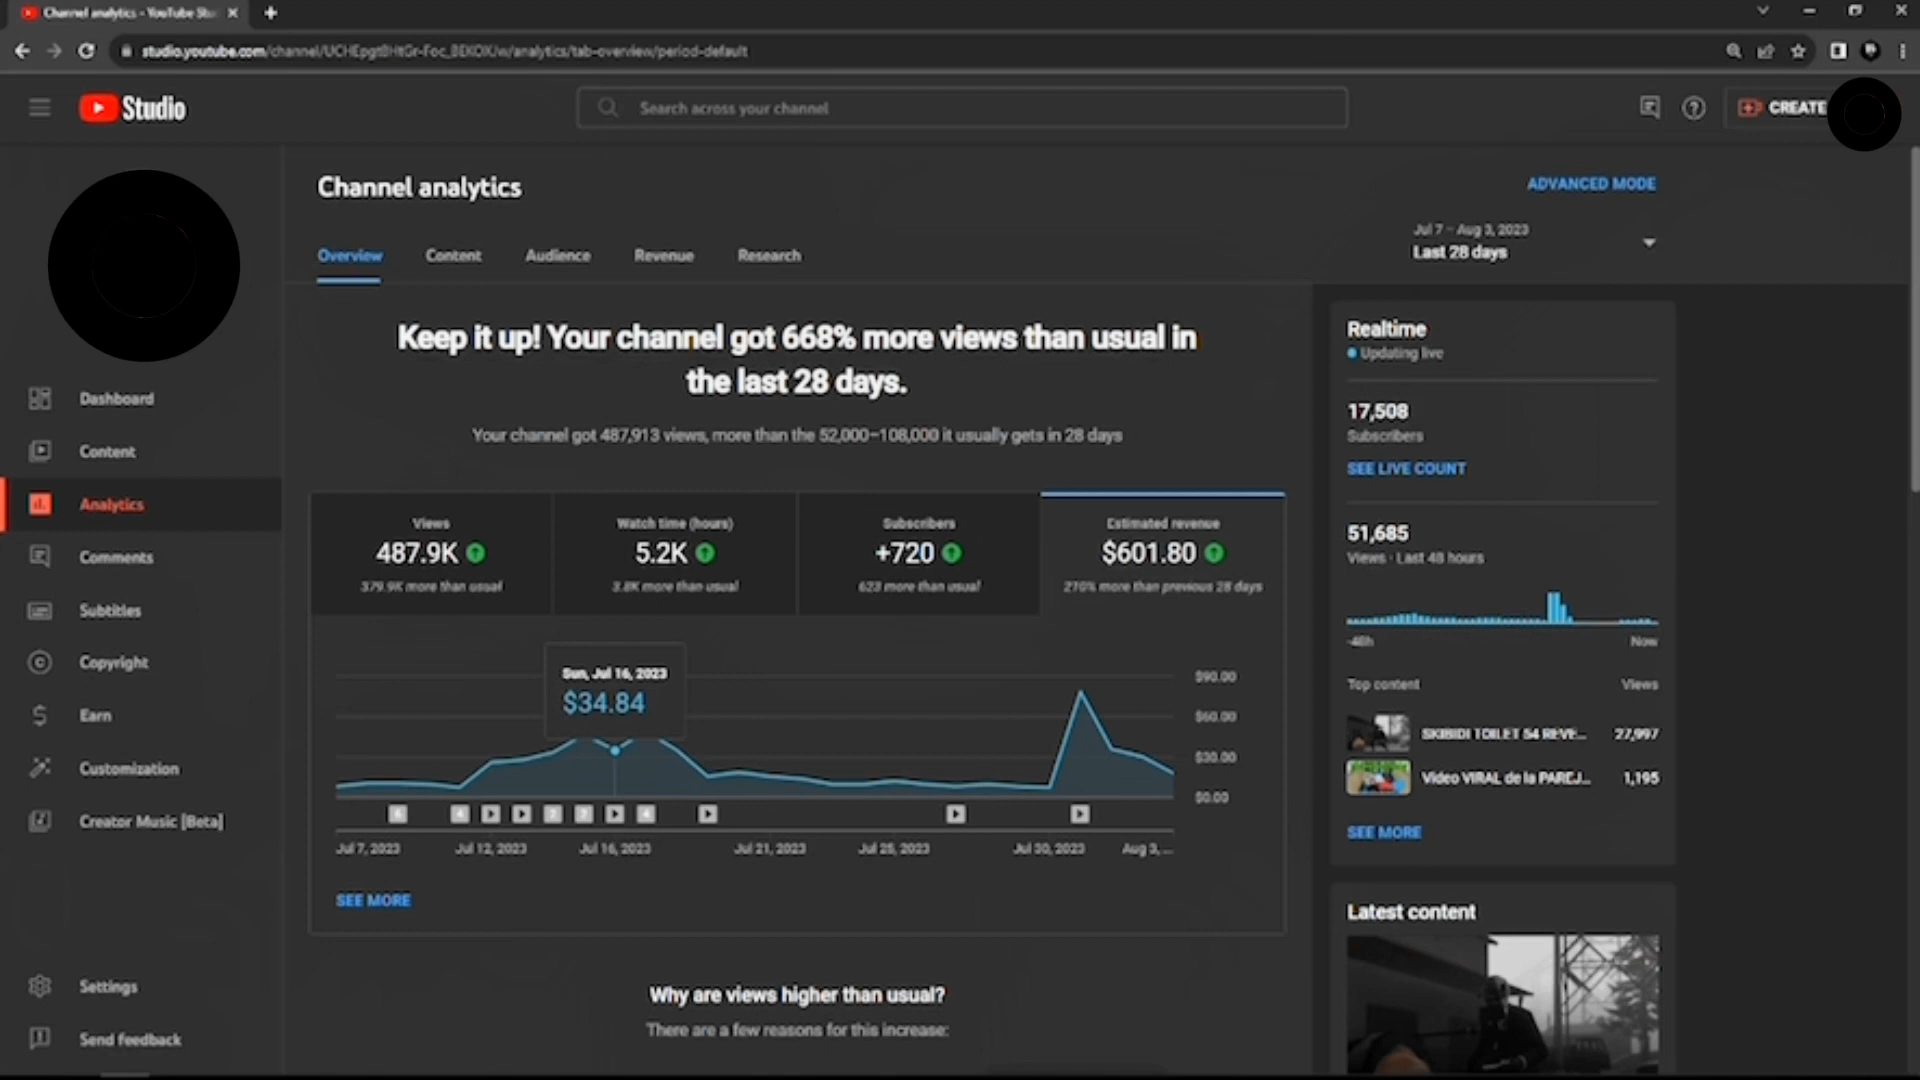 Channel analytics - YouTube Stu
studio.youtube.com
/analytics/tab-overview/period-default
Studio
Search across your channel
CREATE
Channel analytics
ADVANCED MODE
Jul 7 – Aug 3, 2023
Last 28 days
Overview
Content
Audience
Revenue
Research
Dashboard
Content
Analytics
Comments
Subtitles
Copyright
Earn
Customization
Creator Music [Beta]
Settings
Send feedback
Keep it up! Your channel got 668% more views than usual in
the last 28 days.
Your channel got 487,913 views, more than the 52,000–108,000 it usually gets in 28 days
Views
487.9K
379.9K more than usual
Watch time (hours)
5.2K
3.8K more than usual
Subscribers
+720
623 more than usual
Estimated revenue
$601.80
270% more than previous 28 days
Sun, Jul 16, 2023
$34.84
$90.00
$60.00
$30.00
$0.00
4
2
4
Jul 7, 2023
Jul 12, 2023
Jul 16, 2023
Jul 21, 2023
Jul 25, 2023
Jul 30, 2023
Aug 3, ...
SEE MORE
Why are views higher than usual?
There are a few reasons for this increase:
Realtime
Updating live
17,508
Subscribers
SEE LIVE COUNT
51,685
Views · Last 48 hours
-48h
Now
Top content
Views
SKIBIDI TOILET 54 REVE...
27,997
Video VIRAL de la PAREJ...
1,195
SEE MORE
Latest content